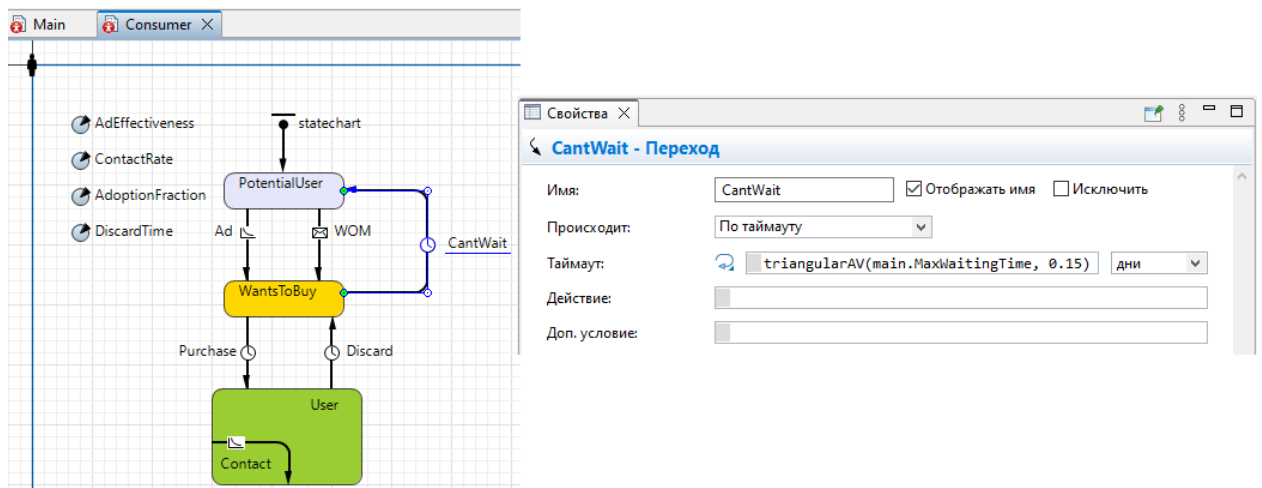 Main
Consumer
AdEffectiveness
statechart
ContactRate
AdoptionFraction
DiscardTime
PotentialUser
Ad
WOM
CantWait
WantsToBuy
Purchase
Discard
User
Contact
Свойства
CantWait - Переход
Имя: CantWait Отображать имя Исключить
Происходит: По таймауту
Таймаут: triangularAV(main.MaxWaitingTime, 0.15) дни
Действие:
Доп. условие: